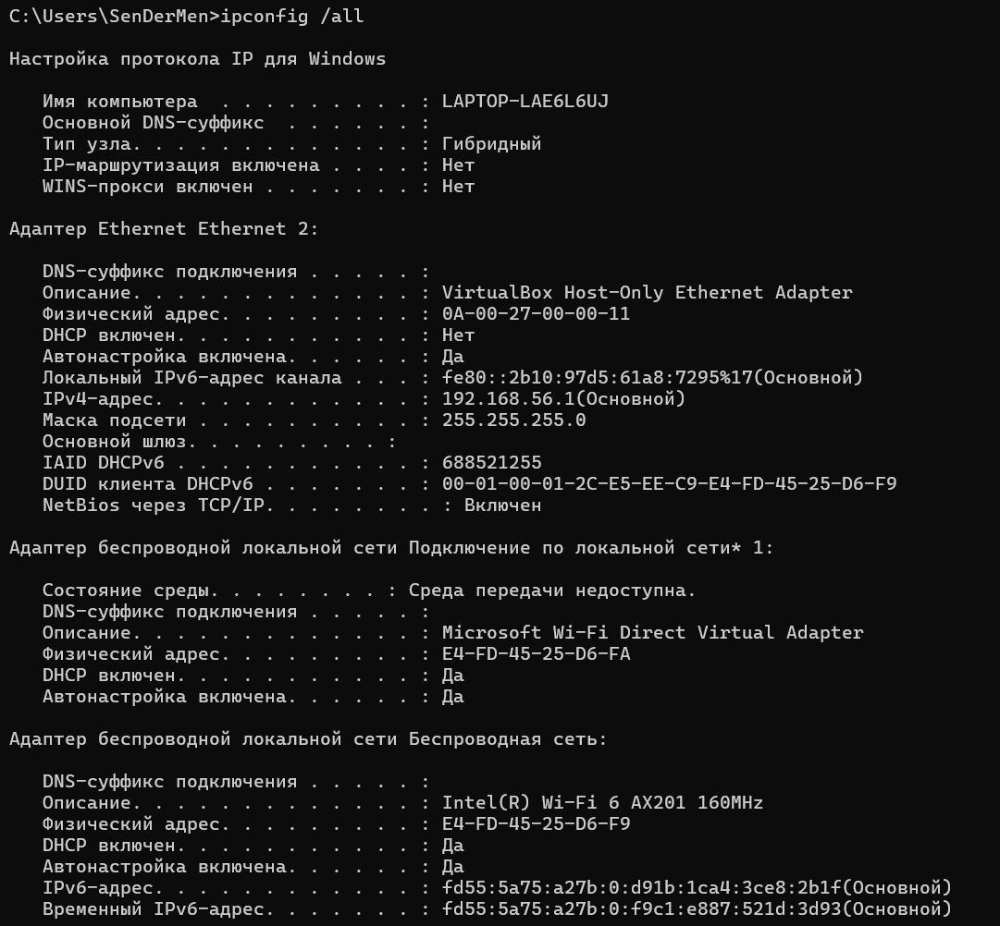 C:\Users\SenDerMen>ipconfig /all
Настройка протокола IP для Windows
Имя компьютера . . . . . . . . . : LAPTOP-LAE6L6UJ
Основной DNS-суффикс . . . . . . :
Тип узла. . . . . . . . . . . . . : Гибридный
IP-маршрутизация включена . . . . : Нет
WINS-прокси включен . . . . . . . : Нет
Адаптер Ethernet Ethernet 2:
DNS-суффикс подключения . . . . . :
Описание. . . . . . . . . . . . . : VirtualBox Host-Only Ethernet Adapter
Физический адрес. . . . . . . . . : 0A-00-27-00-00-11
DHCP включен. . . . . . . . . . . : Нет
Автонастройка включена. . . . . . : Да
Локальный IPv6-адрес канала . . . : fe80::2b10:97d5:61a8:7295%17(Основной)
IPv4-адрес. . . . . . . . . . . . : 192.168.56.1(Основной)
Маска подсети . . . . . . . . . . : 255.255.255.0
Основной шлюз. . . . . . . . . :
IAID DHCPv6 . . . . . . . . . . . : 688521255
DUID клиента DHCPv6 . . . . . . . : 00-01-00-01-2C-E5-EE-C9-E4-FD-45-25-D6-F9
NetBios через TCP/IP. . . . . . . . : Включен
Адаптер беспроводной локальной сети Подключение по локальной сети* 1:
Состояние среды. . . . . . . . : Среда передачи недоступна.
DNS-суффикс подключения . . . . . :
Описание. . . . . . . . . . . . . : Microsoft Wi-Fi Direct Virtual Adapter
Физический адрес. . . . . . . . . : E4-FD-45-25-D6-FA
DHCP включен. . . . . . . . . . . : Да
Автонастройка включена. . . . . . : Да
Адаптер беспроводной локальной сети Беспроводная сеть:
DNS-суффикс подключения . . . . . :
Описание. . . . . . . . . . . . . : Intel(R) Wi-Fi 6 AX201 160MHz
Физический адрес. . . . . . . . . : E4-FD-45-25-D6-F9
DHCP включен. . . . . . . . . . . : Да
Автонастройка включена. . . . . . : Да
IPv6-адрес. . . . . . . . . . . . : fd55:5a75:a27b:0:d91b:1ca4:3ce8:2b1f(Основной)
Временный IPv6-адрес. . . . . . . : fd55:5a75:a27b:0:f9c1:e887:521d:3d93(Основной)